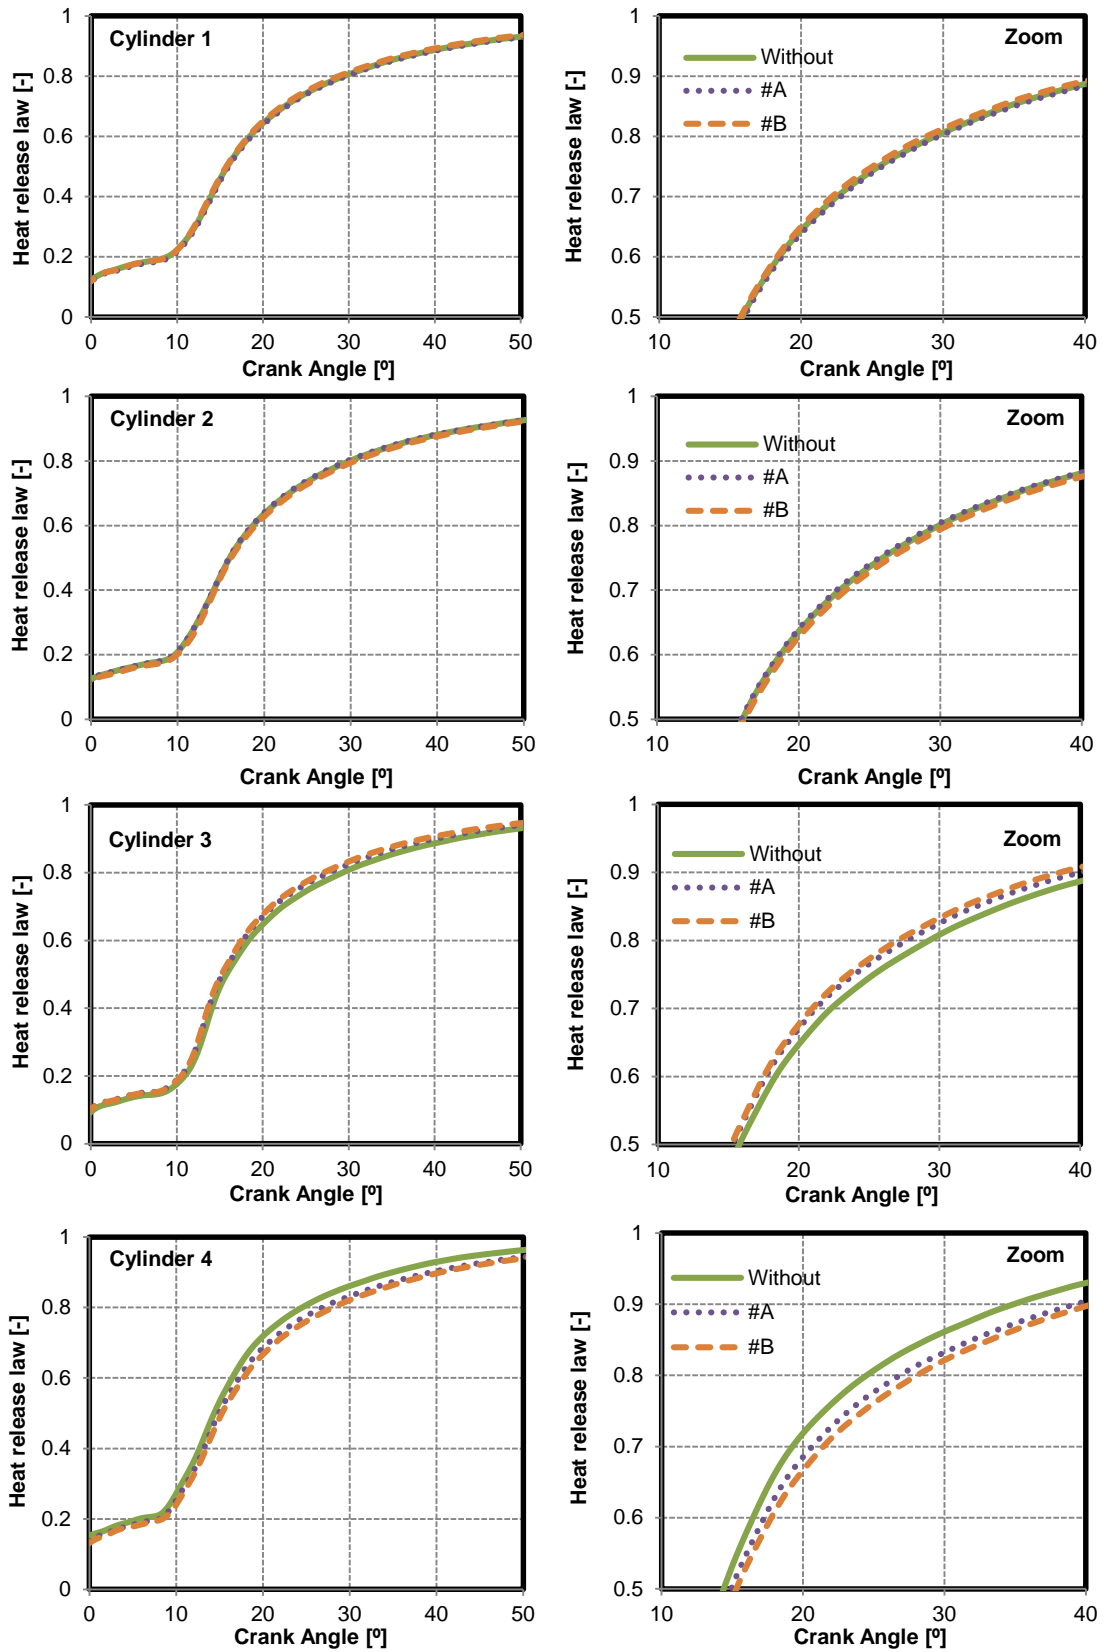 Cylinder 1
Heat release law [-]
1
0.8
0.6
0.4
0.2
0
0 10 20 30 40 50
Crank Angle [º]
Zoom
Without
#A
#B
Heat release law [-]
1
0.9
0.8
0.7
0.6
0.5
10 20 30 40
Crank Angle [º]
Cylinder 2
Heat release law [-]
1
0.8
0.6
0.4
0.2
0
0 10 20 30 40 50
Crank Angle [º]
Zoom
Without
#A
#B
Heat release law [-]
1
0.9
0.8
0.7
0.6
0.5
10 20 30 40
Crank Angle [º]
Cylinder 3
Heat release law [-]
1
0.8
0.6
0.4
0.2
0
0 10 20 30 40 50
Crank Angle [º]
Zoom
Without
#A
#B
Heat release law [-]
1
0.9
0.8
0.7
0.6
0.5
10 20 30 40
Crank Angle [º]
Cylinder 4
Heat release law [-]
1
0.8
0.6
0.4
0.2
0
0 10 20 30 40 50
Crank Angle [º]
Zoom
Without
#A
#B
Heat release law [-]
1
0.9
0.8
0.7
0.6
0.5
10 20 30 40
Crank Angle [º]